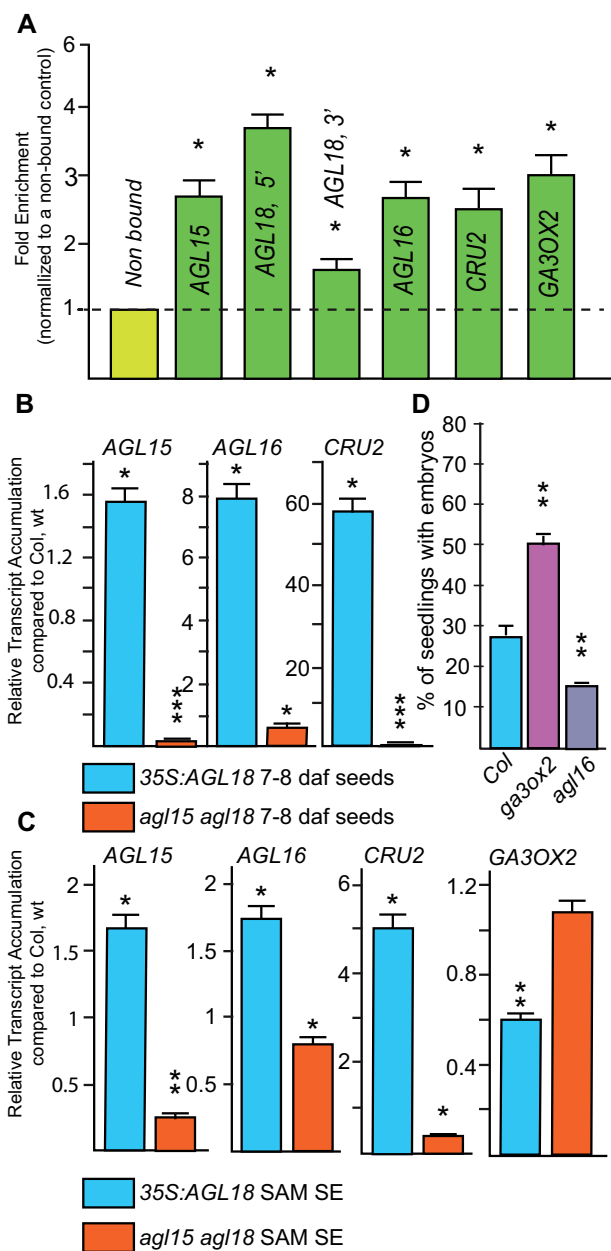 A
Fold Enrichment
(normallized to a non-bound control)
6
4
3
2
1
Non bound
AGL15
*
AGL18, 5’
*
AGL18, 3’
*
AGL16
*
CRU2
*
GA3OX2
*
B
Relative Transcript Accumulation
compared to Col, wt
AGL15
1.6
1.2
.8
0.4
*
***
AGL16
8
6
4
2
*
*
CRU2
60
40
20
*
***
35S:AGL18 7-8 daf seeds
agl15 agl18 7-8 daf seeds
D
% of seedlings with embryos
80
70
60
50
40
30
20
10
**
**
Col
ga3ox2
agl16
C
Relative Transcript Accumulation
compared to Col, wt
AGL15
2
1.5
1
0.5
*
**
AGL16
2
1.5
1
0.5
*
*
CRU2
6
4
2
*
*
GA3OX2
1.2
0.8
0.4
**
35S:AGL18 SAM SE
agl15 agl18 SAM SE